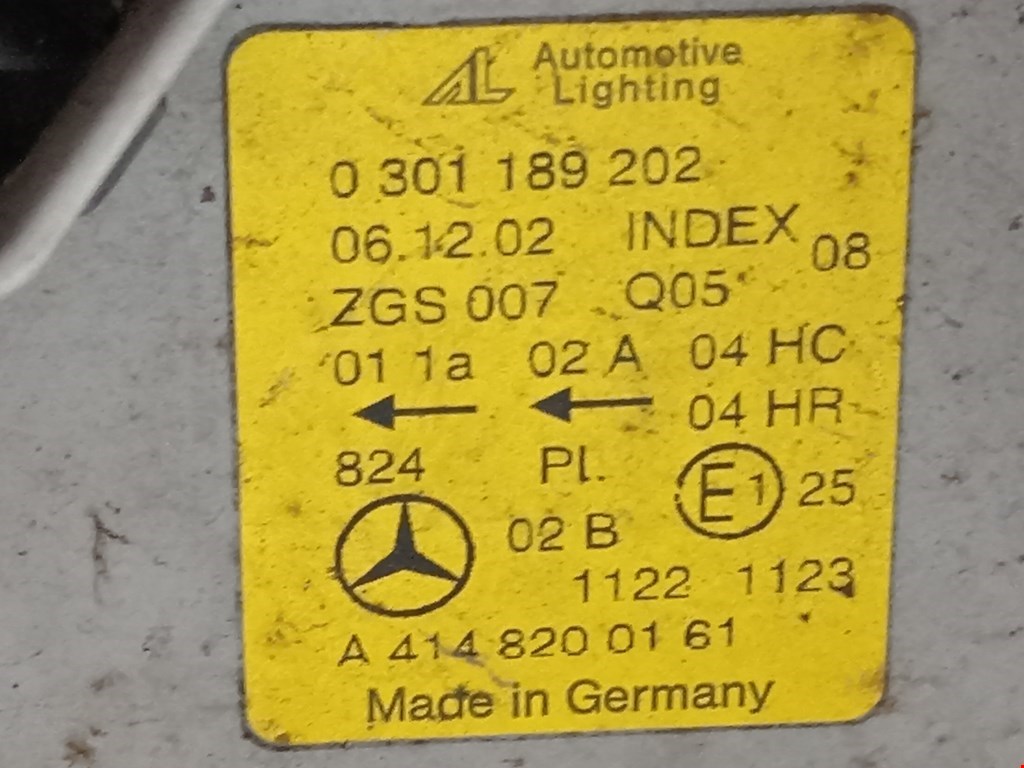 AL Automotive
Lighting
0 301 189 202
06.12.02 INDEX 08
ZGS 007 Q05
01 1a 02 A 04 HC
04 HR
824 Pl.
E1 25
02 B
1122 1123
A 414 820 01 61
Made in Germany